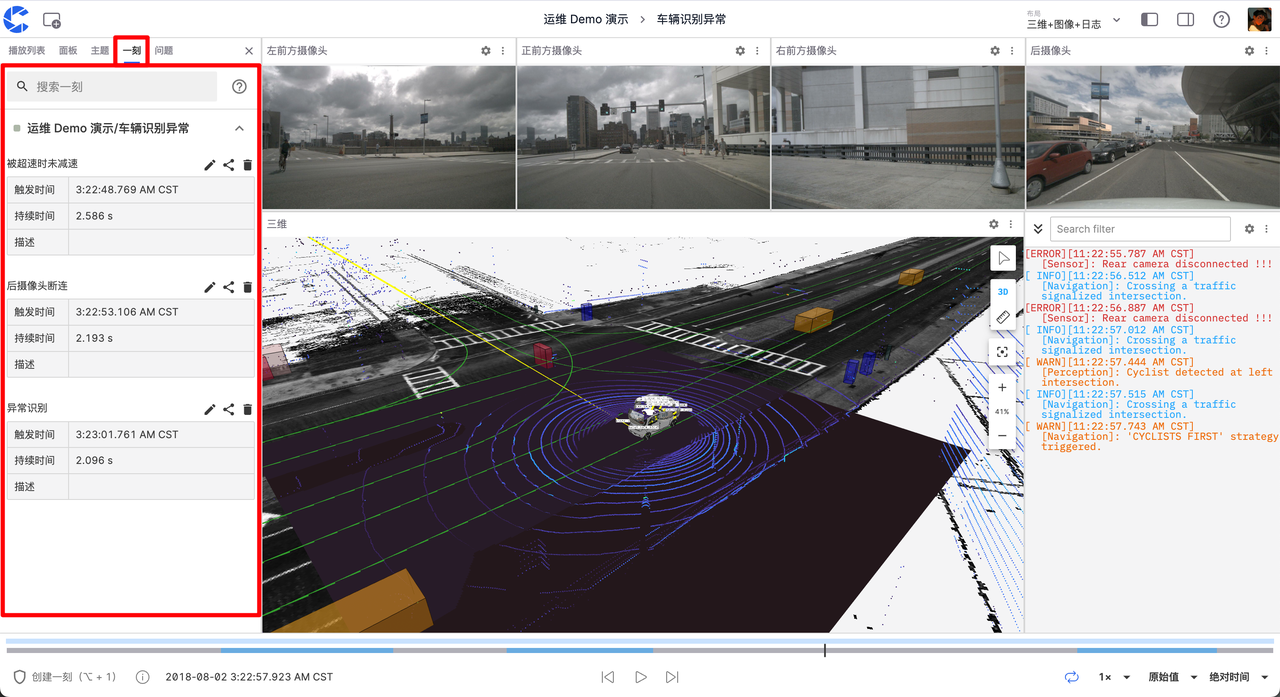 运维 Demo 演示 > 车辆识别异常
布局
三维+图像+日志
播放列表 面板 主题 一刻 问题
搜索一刻
运维 Demo 演示/车辆识别异常
被超速时未减速
触发时间 3:22:48.769 AM CST
持续时间 2.586 s
描述
后摄像头断连
触发时间 3:22:53.106 AM CST
持续时间 2.193 s
描述
异常识别
触发时间 3:23:01.761 AM CST
持续时间 2.096 s
描述
左前方摄像头
正前方摄像头
右前方摄像头
后摄像头
三维
3D
41%
Search filter
[ERROR][11:22:55.787 AM CST]
[Sensor]: Rear camera disconnected !!!
[ INFO][11:22:56.512 AM CST]
[Navigation]: Crossing a traffic
signalized intersection.
[ERROR][11:22:56.887 AM CST]
[Sensor]: Rear camera disconnected !!!
[ INFO][11:22:57.012 AM CST]
[Navigation]: Crossing a traffic
signalized intersection.
[ WARN][11:22:57.444 AM CST]
[Perception]: Cyclist detected at left
intersection.
[ INFO][11:22:57.515 AM CST]
[Navigation]: Crossing a traffic
signalized intersection.
[ WARN][11:22:57.743 AM CST]
[Navigation]: 'CYCLISTS FIRST' strategy
triggered.
创建一刻 (⌥ + 1) 2018-08-02 3:22:57.923 AM CST
1× 原始值 绝对时间